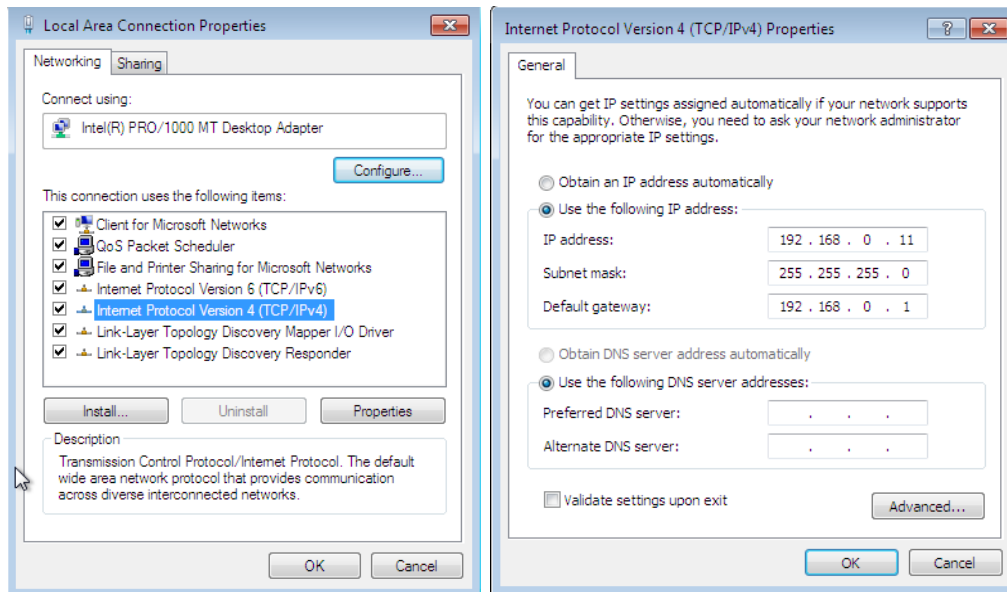 Local Area Connection Properties
Networking
Sharing
Connect using:
Intel(R) PRO/1000 MT Desktop Adapter
Configure...
This connection uses the following items:
Client for Microsoft Networks
QoS Packet Scheduler
File and Printer Sharing for Microsoft Networks
Internet Protocol Version 6 (TCP/IPv6)
Internet Protocol Version 4 (TCP/IPv4)
Link-Layer Topology Discovery Mapper I/O Driver
Link-Layer Topology Discovery Responder
Install...
Uninstall
Properties
Description
Transmission Control Protocol/Internet Protocol. The default
wide area network protocol that provides communication
across diverse interconnected networks.
OK
Cancel
Internet Protocol Version 4 (TCP/IPv4) Properties
?
General
You can get IP settings assigned automatically if your network supports
this capability. Otherwise, you need to ask your network administrator
for the appropriate IP settings.
Obtain an IP address automatically
Use the following IP address:
IP address: 192 . 168 . 0 . 11
Subnet mask: 255 . 255 . 255 . 0
Default gateway: 192 . 168 . 0 . 1
Obtain DNS server address automatically
Use the following DNS server addresses:
Preferred DNS server: . . .
Alternate DNS server: . . .
Validate settings upon exit
Advanced...
OK
Cancel